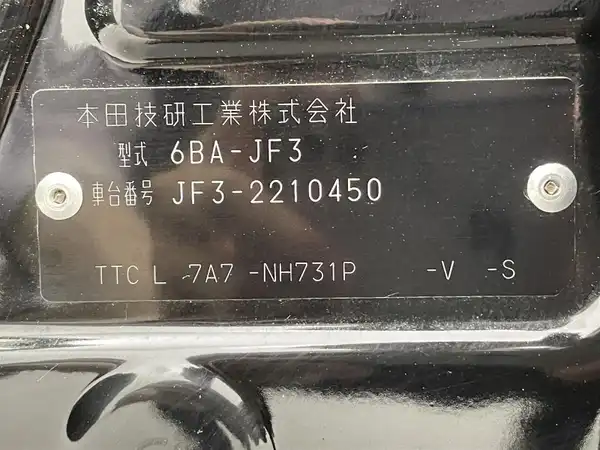 本田技研工業株式会社
型式 6BA-JF3
車台番号 JF3-2210450
TTC L 7A7 -NH731P -V -S